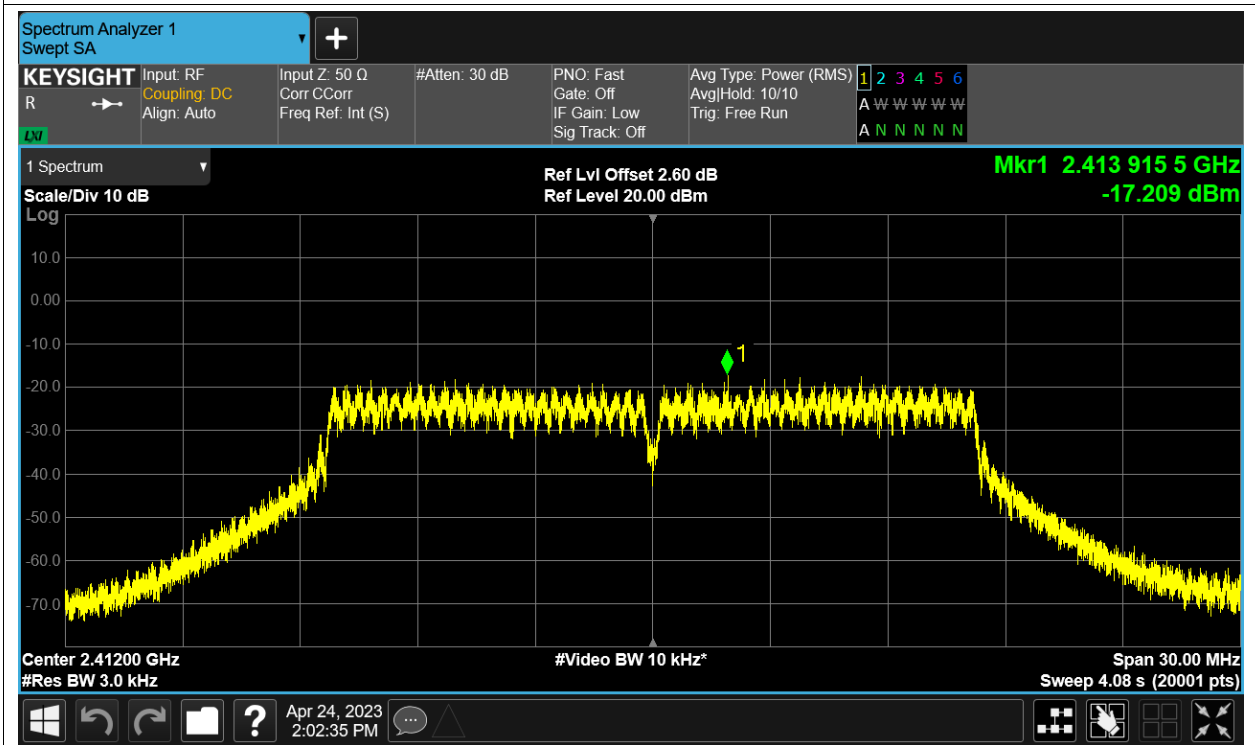 Spectrum Analyzer 1
Swept SA
+
KEYSIGHT
R
LXI
Input: RF
Coupling: DC
Align: Auto
Input Z: 50 Ω
Corr CCorr
Freq Ref: Int (S)
#Atten: 30 dB
PNO: Fast
Gate: Off
IF Gain: Low
Sig Track: Off
Avg Type: Power (RMS)
Avg|Hold: 10/10
Trig: Free Run
1 2 3 4 5 6
A W W W W W
A N N N N N
1 Spectrum
Scale/Div 10 dB
Log
Ref Lvl Offset 2.60 dB
Ref Level 20.00 dBm
Mkr1 2.413 915 5 GHz
-17.209 dBm
10.0
0.00
-10.0
1
-20.0
-30.0
-40.0
-50.0
-60.0
-70.0
Center 2.41200 GHz
#Res BW 3.0 kHz
#Video BW 10 kHz*
Span 30.00 MHz
Sweep 4.08 s (20001 pts)
?
Apr 24, 2023
2:02:35 PM